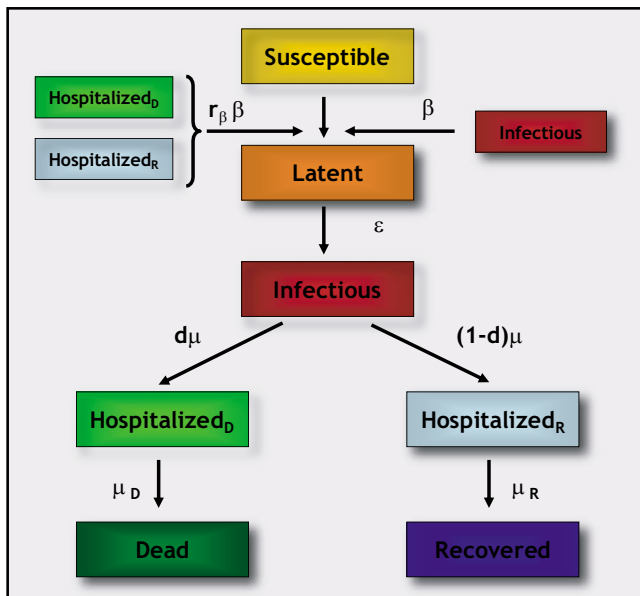 Susceptible
Hospitalized_D
r_β β
β
Hospitalized_R
Infectious
Latent
ε
Infectious
dμ
(1-d)μ
Hospitalized_D
Hospitalized_R
μ_D
μ_R
Dead
Recovered